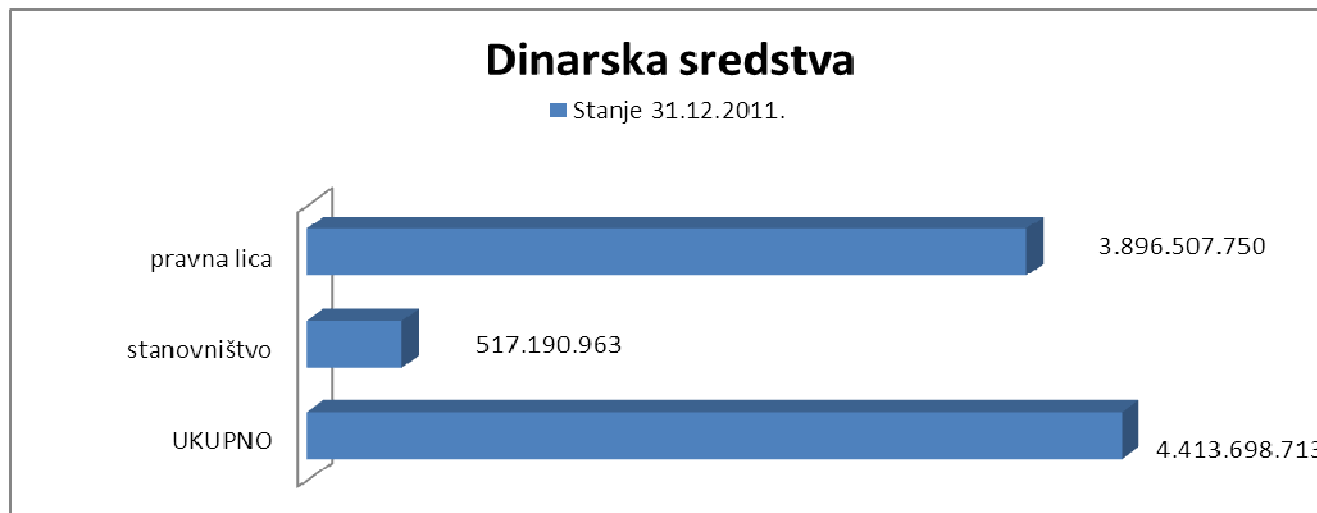 Dinarska sredstva
Stanje 31.12.2011.
pravna lica 3.896.507.750
stanovništvo 517.190.963
UKUPNO 4.413.698.713